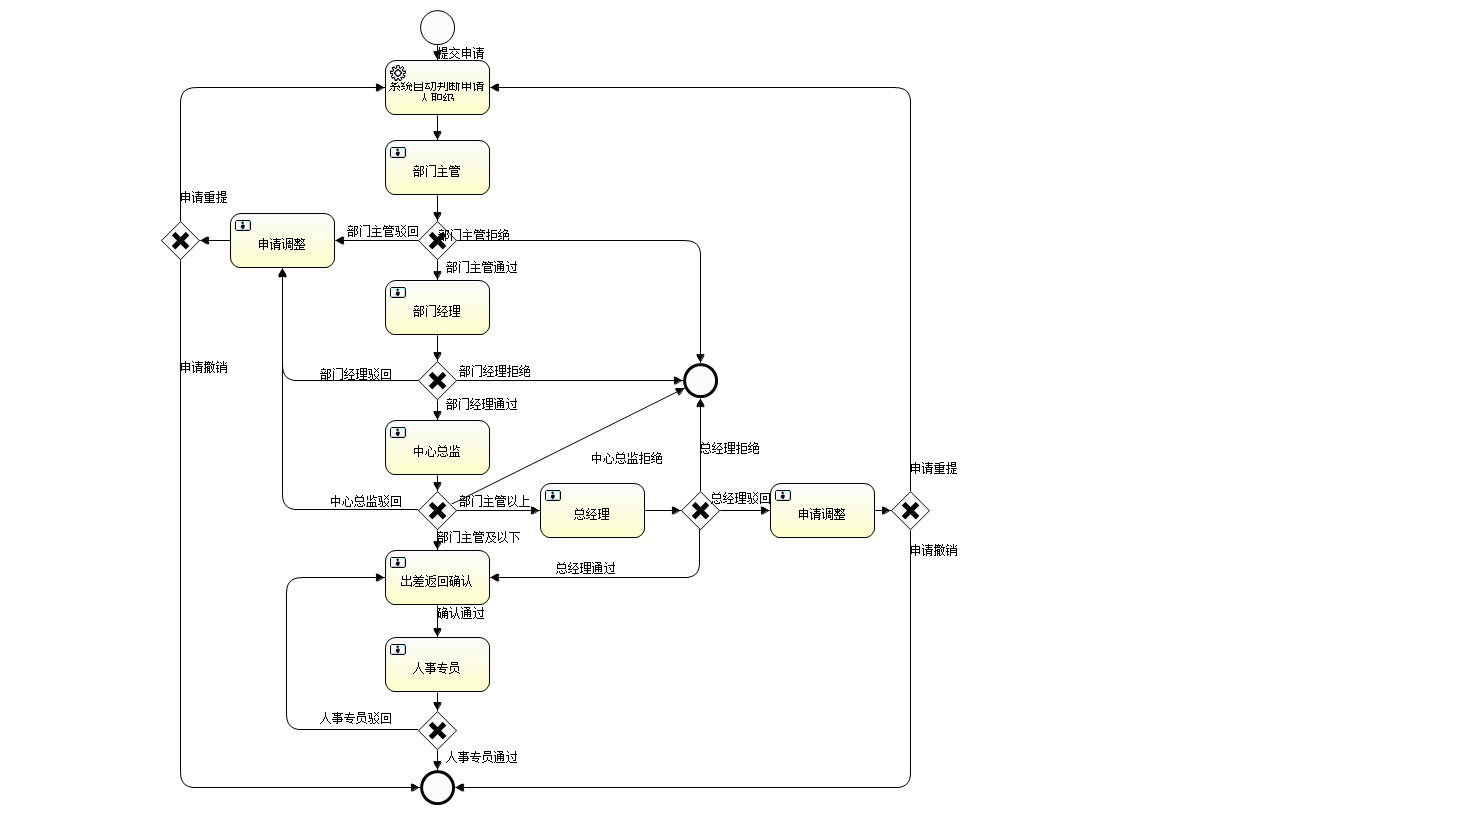 提交申请
系统自动判断申请
人职级
部门主管
申请重提
申请调整
部门主管驳回
部门主管拒绝
部门主管通过
部门经理
申请撤销
部门经理驳回
部门经理拒绝
部门经理通过
中心总监
总经理拒绝
中心总监拒绝
申请重提
中心总监驳回
部门主管以上
总经理
总经理驳回
申请调整
部门主管及以下
申请撤销
总经理通过
出差返回确认
确认通过
人事专员
人事专员驳回
人事专员通过